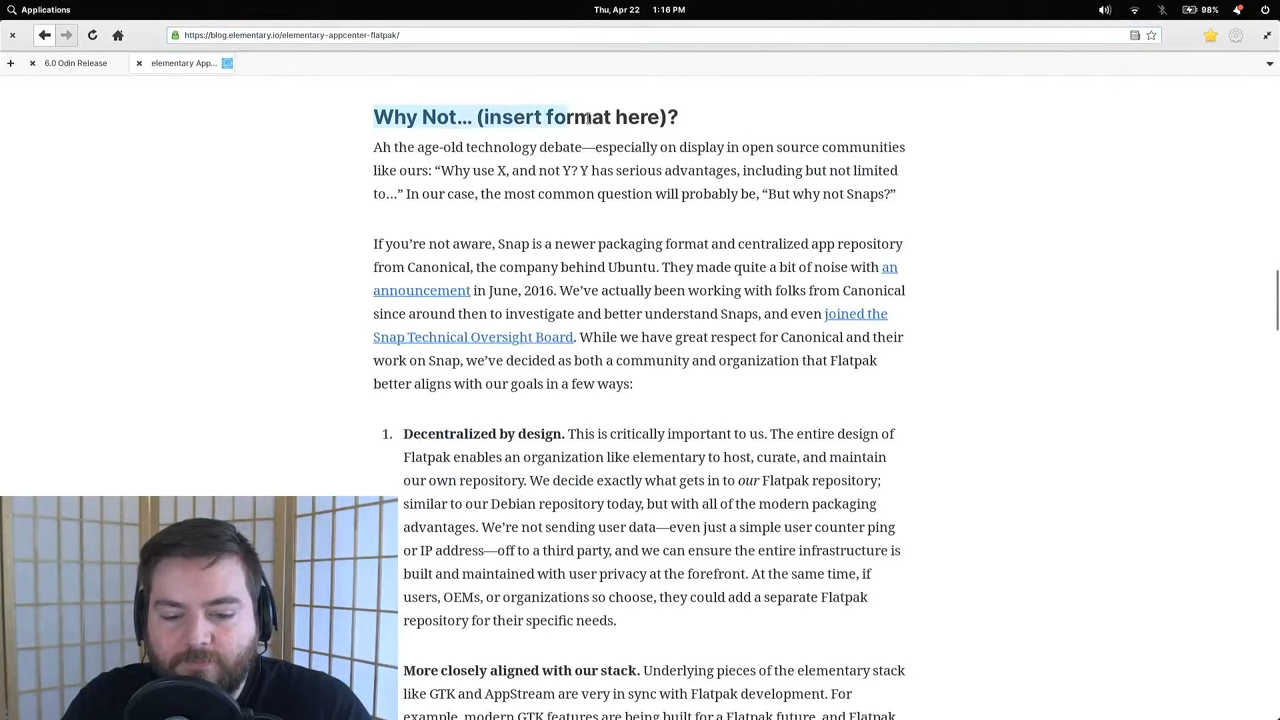 Applications
Thu, Apr 22 1:16 PM
98%
https://blog.elementary.io/elementary-appcenter-flatpak/
6.0 Odin Release
elementary App...
Why Not… (insert format here)?
Ah the age-old technology debate—especially on display in open source communities
like ours: “Why use X, and not Y? Y has serious advantages, including but not limited
to…” In our case, the most common question will probably be, “But why not Snaps?”
If you’re not aware, Snap is a newer packaging format and centralized app repository
from Canonical, the company behind Ubuntu. They made quite a bit of noise with an
announcement in June, 2016. We’ve actually been working with folks from Canonical
since around then to investigate and better understand Snaps, and even joined the
Snap Technical Oversight Board. While we have great respect for Canonical and their
work on Snap, we’ve decided as both a community and organization that Flatpak
better aligns with our goals in a few ways:
1. Decentralized by design. This is critically important to us. The entire design of
Flatpak enables an organization like elementary to host, curate, and maintain
our own repository. We decide exactly what gets in to our Flatpak repository;
similar to our Debian repository today, but with all of the modern packaging
advantages. We’re not sending user data—even just a simple user counter ping
or IP address—off to a third party, and we can ensure the entire infrastructure is
built and maintained with user privacy at the forefront. At the same time, if
users, OEMs, or organizations so choose, they could add a separate Flatpak
repository for their specific needs.
More closely aligned with our stack. Underlying pieces of the elementary stack
like GTK and AppStream are very in sync with Flatpak development. For
example, modern GTK features are being built for a Flatpak future, and Flatpak